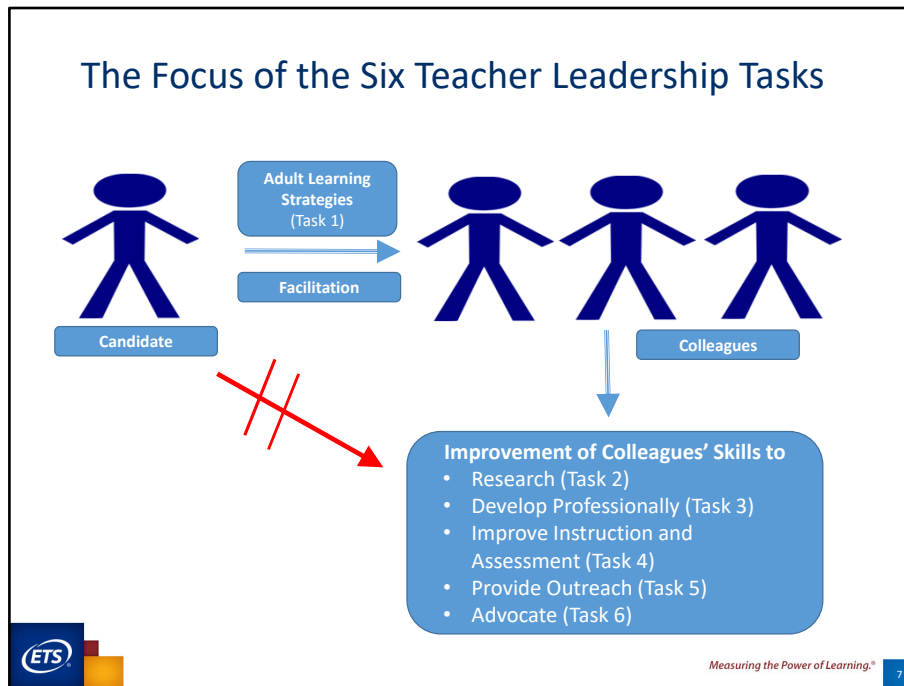 The Focus of the Six Teacher Leadership Tasks
Adult Learning
Strategies
(Task 1)
Facilitation
Candidate
Colleagues
Improvement of Colleagues’ Skills to
• Research (Task 2)
• Develop Professionally (Task 3)
• Improve Instruction and
Assessment (Task 4)
• Provide Outreach (Task 5)
• Advocate (Task 6)
ETS®
Measuring the Power of Learning.®
7